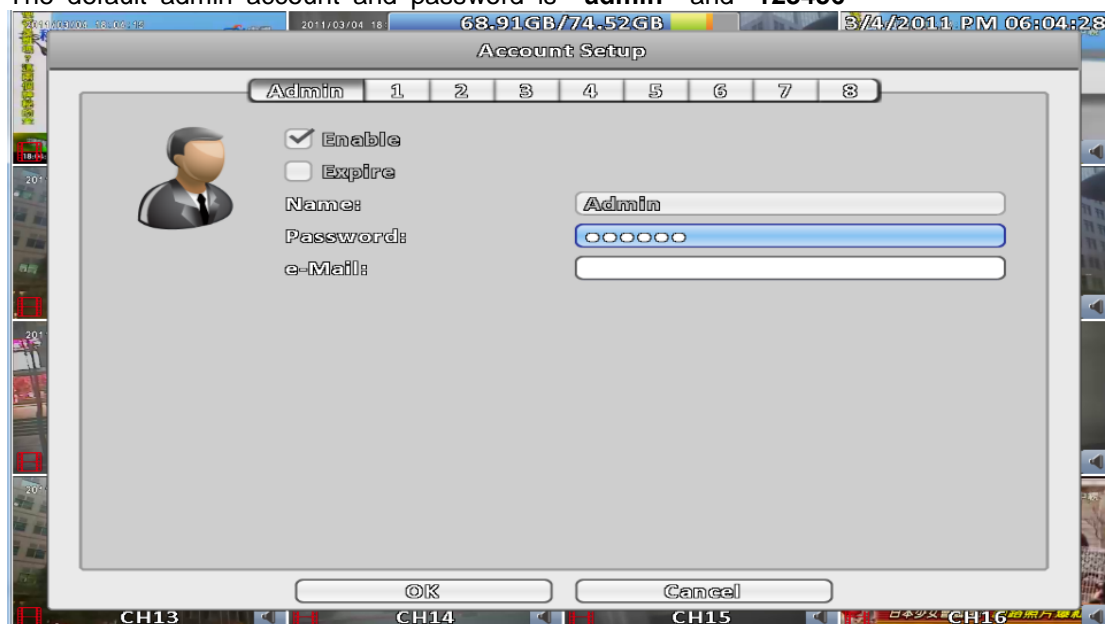 The default admin account and password is "admin" and "123456"
2011/03/04 18:
68.91GB/74.52GB
3/4/2011 PM 06:04:28
Account Setup
Admin 1 2 3 4 5 6 7 8
Enable
Expire
Name: Admin
Password: ○○○○○○
e-Mail:
OK Cancel
CH13 CH14 CH15 CH16